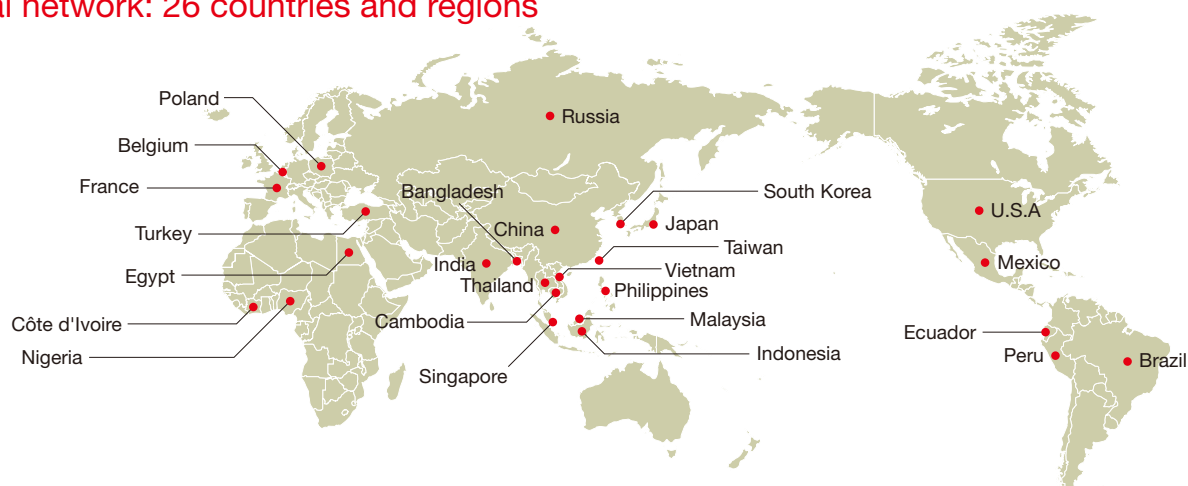 al network: 26 countries and regions
Poland
Russia
Belgium
France
Bangladesh
South Korea
U.S.A
Japan
China
Turkey
Taiwan
Mexico
India
Vietnam
Egypt
Thailand
Philippines
Côte d'Ivoire
Cambodia
Malaysia
Ecuador
Nigeria
Indonesia
Peru
Brazil
Singapore